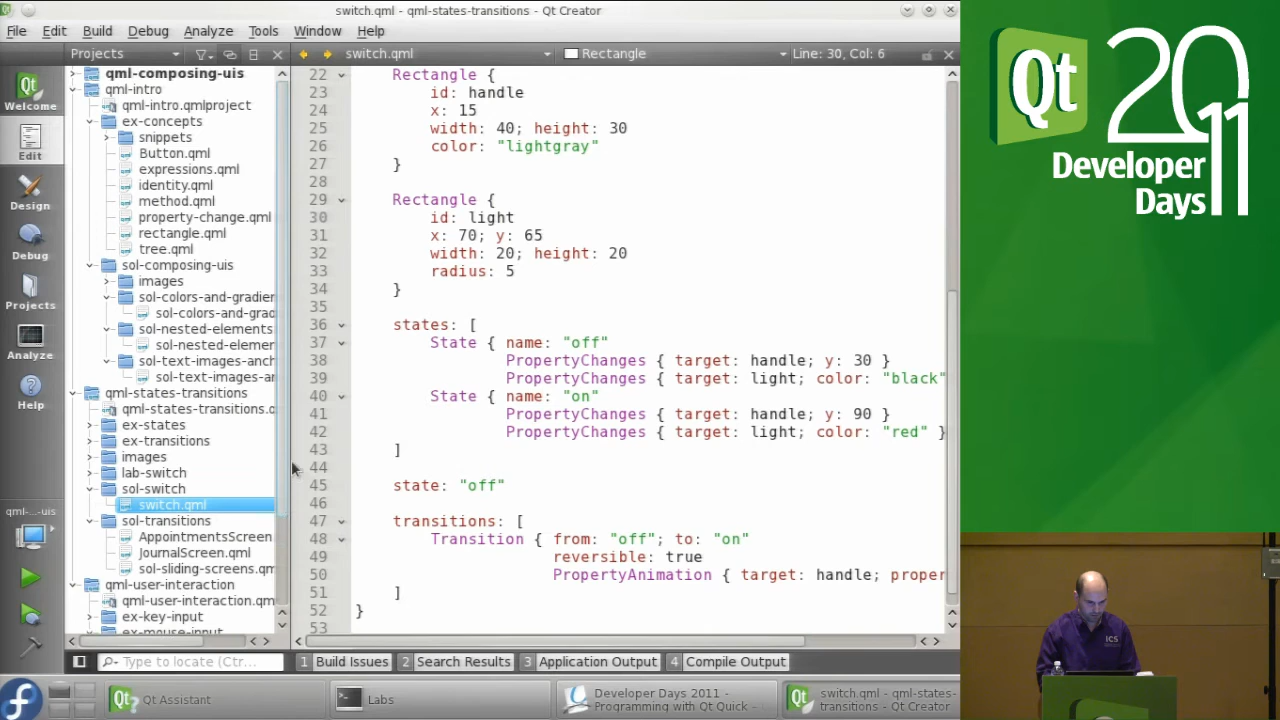 switch.qml - qml-states-transitions - Qt Creator
File Edit Build Debug Analyze Tools Window Help
Projects
switch.qml
Rectangle
Line: 30, Col: 6
Welcome
Edit
Design
Debug
Projects
Analyze
Help
qml-...-uis
qml-composing-uis
qml-intro
qml-intro.qmlproject
ex-concepts
snippets
Button.qml
expressions.qml
identity.qml
method.qml
property-change.qml
rectangle.qml
tree.qml
sol-composing-uis
images
sol-colors-and-gradien
sol-colors-and-grad
sol-nested-elements
sol-nested-elemer
sol-text-images-anch
sol-text-images-ar
qml-states-transitions
qml-states-transitions.q
ex-states
ex-transitions
images
lab-switch
sol-switch
switch.qml
sol-transitions
AppointmentsScreen
JournalScreen.qml
sol-sliding-screens.qm
qml-user-interaction
qml-user-interaction.qm
ex-key-input
ex-mouse-input
22 Rectangle {
23 id: handle
24 x: 15
25 width: 40; height: 30
26 color: "lightgray"
27 }
28
29 Rectangle {
30 id: light
31 x: 70; y: 65
32 width: 20; height: 20
33 radius: 5
34 }
35
36 states: [
37 State { name: "off"
38 PropertyChanges { target: handle; y: 30 }
39 PropertyChanges { target: light; color: "black"
40 State { name: "on"
41 PropertyChanges { target: handle; y: 90 }
42 PropertyChanges { target: light; color: "red" }
43 ]
44
45 state: "off"
46
47 transitions: [
48 Transition { from: "off"; to: "on"
49 reversible: true
50 PropertyAnimation { target: handle; proper
51 ]
52 }
53
Type to locate (Ctr...
1 Build Issues 2 Search Results 3 Application Output 4 Compile Output
Qt Assistant
Labs
Developer Days 2011 -
Programming with Qt Quick -
switch.qml - qml-states-
transitions - Qt Creator
Qt 2011
Developer
Days
ICS